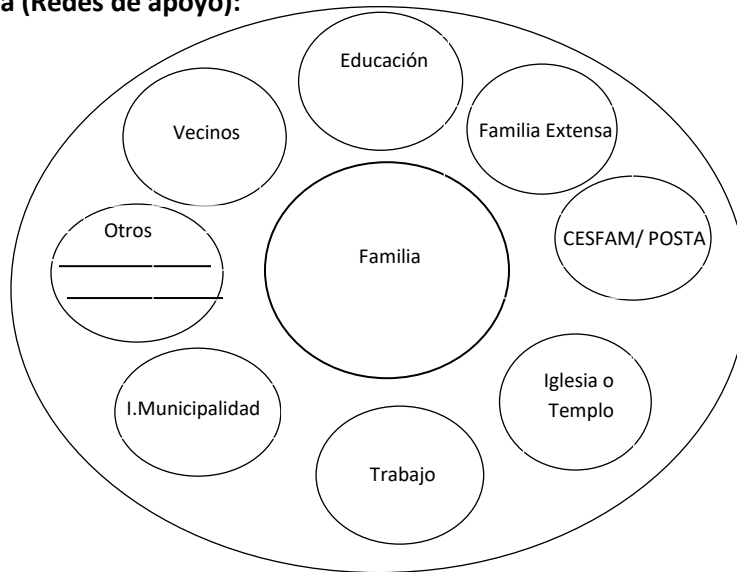 a (Redes de apoyo):
Educación
Vecinos
Familia Extensa
Otros
CESFAM/ POSTA
Familia
Iglesia o
Templo
I.Municipalidad
Trabajo